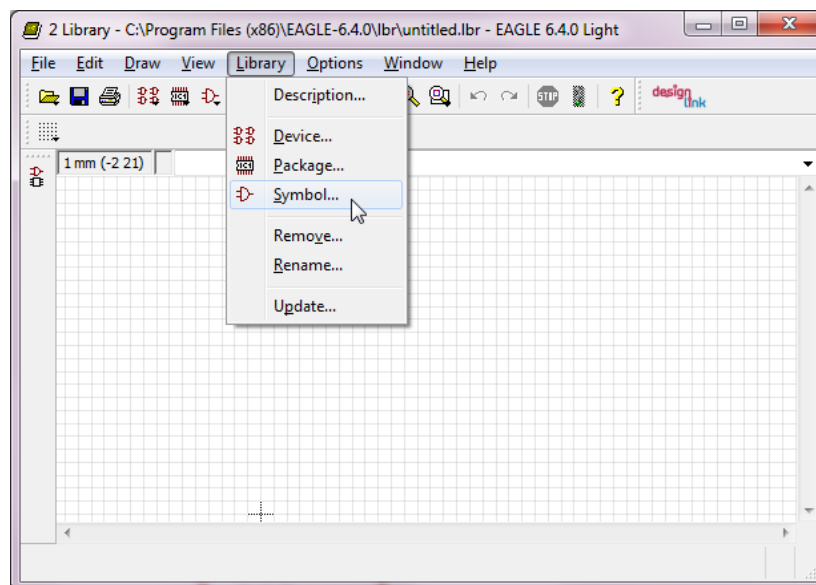 2 Library - C:\Program Files (x86)\EAGLE-6.4.0\lbr\untitled.lbr - EAGLE 6.4.0 Light
File Edit Draw View Library Options Window Help
STOP
?
design link
1 mm (-2 21)
Description...
Device...
Package...
Symbol...
Remove...
Rename...
Update...